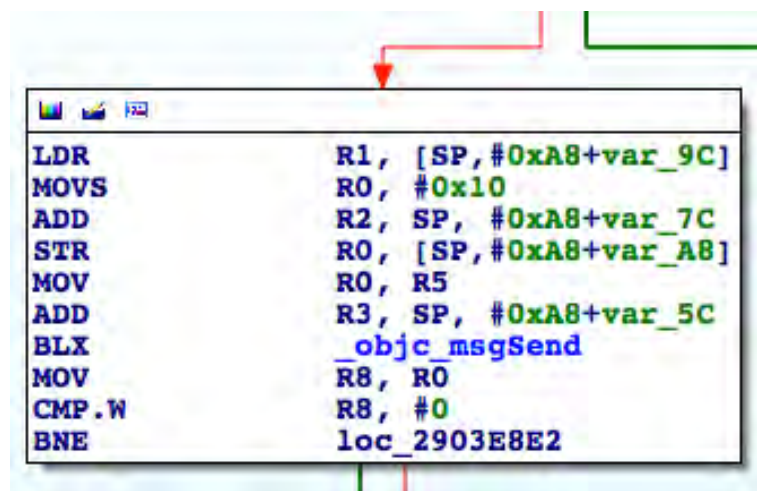 LDR R1, [SP,#0xA8+var_9C]
MOVS R0, #0x10
ADD R2, SP, #0xA8+var_7C
STR R0, [SP,#0xA8+var_A8]
MOV R0, R5
ADD R3, SP, #0xA8+var_5C
BLX _objc_msgSend
MOV R8, R0
CMP.W R8, #0
BNE loc_2903E8E2